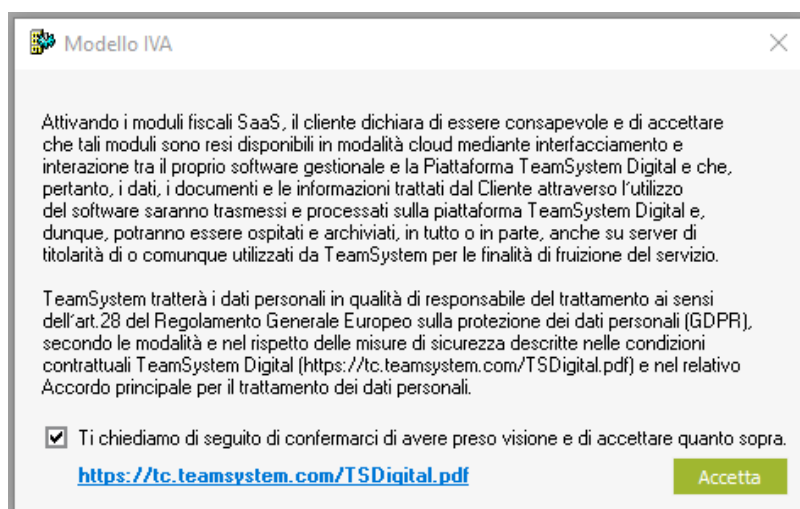 Modello IVA
Attivando i moduli fiscali SaaS, il cliente dichiara di essere consapevole e di accettare
che tali moduli sono resi disponibili in modalità cloud mediante interfacciamento e
interazione tra il proprio software gestionale e la Piattaforma TeamSystem Digital e che,
pertanto, i dati, i documenti e le informazioni trattati dal Cliente attraverso l'utilizzo
del software saranno trasmessi e processati sulla piattaforma TeamSystem Digital e,
dunque, potranno essere ospitati e archiviati, in tutto o in parte, anche su server di
titolarità di o comunque utilizzati da TeamSystem per le finalità di fruizione del servizio.
TeamSystem tratterà i dati personali in qualità di responsabile del trattamento ai sensi
dell'art.28 del Regolamento Generale Europeo sulla protezione dei dati personali (GDPR),
secondo le modalità e nel rispetto delle misure di sicurezza descritte nelle condizioni
contrattuali TeamSystem Digital (https://tc.teamsystem.com/TSDigital.pdf) e nel relativo
Accordo principale per il trattamento dei dati personali.
Ti chiediamo di seguito di confermarci di avere preso visione e di accettare quanto sopra.
https://tc.teamsystem.com/TSDigital.pdf
Accetta